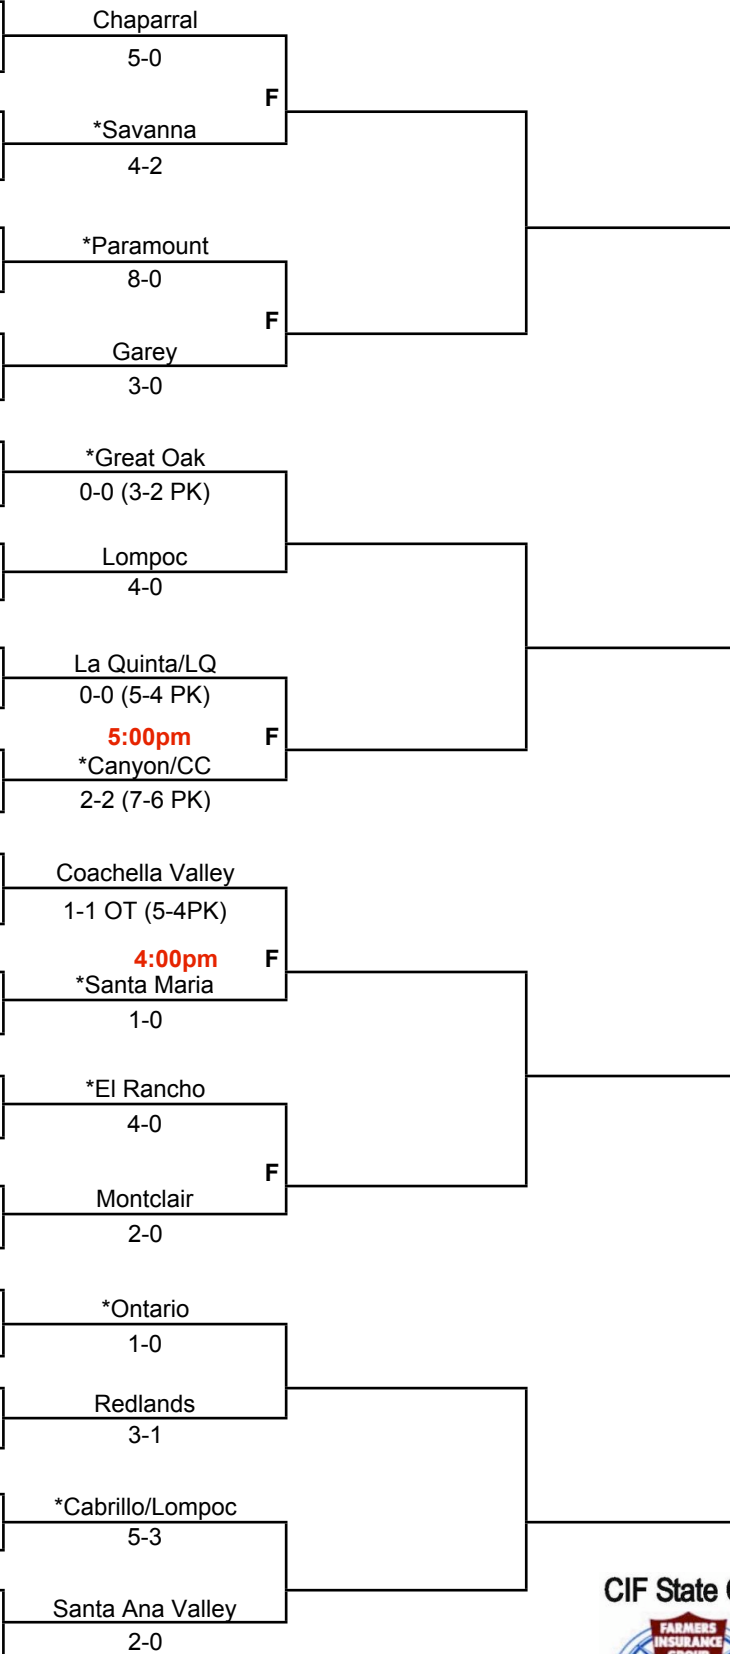 Chaparral
5-0
F
*Savanna
4-2
*Paramount
8-0
F
Garey
3-0
*Great Oak
0-0 (3-2 PK)
Lompoc
4-0
La Quinta/LQ
0-0 (5-4 PK)
5:00pm F
*Canyon/CC
2-2 (7-6 PK)
Coachella Valley
1-1 OT (5-4PK)
4:00pm F
*Santa Maria
1-0
*El Rancho
4-0
F
Montclair
2-0
*Ontario
1-0
Redlands
3-1
*Cabrillo/Lompoc
5-3
CIF State
Santa Ana Valley
2-0
FARMERS
INSURANCE
GROUP